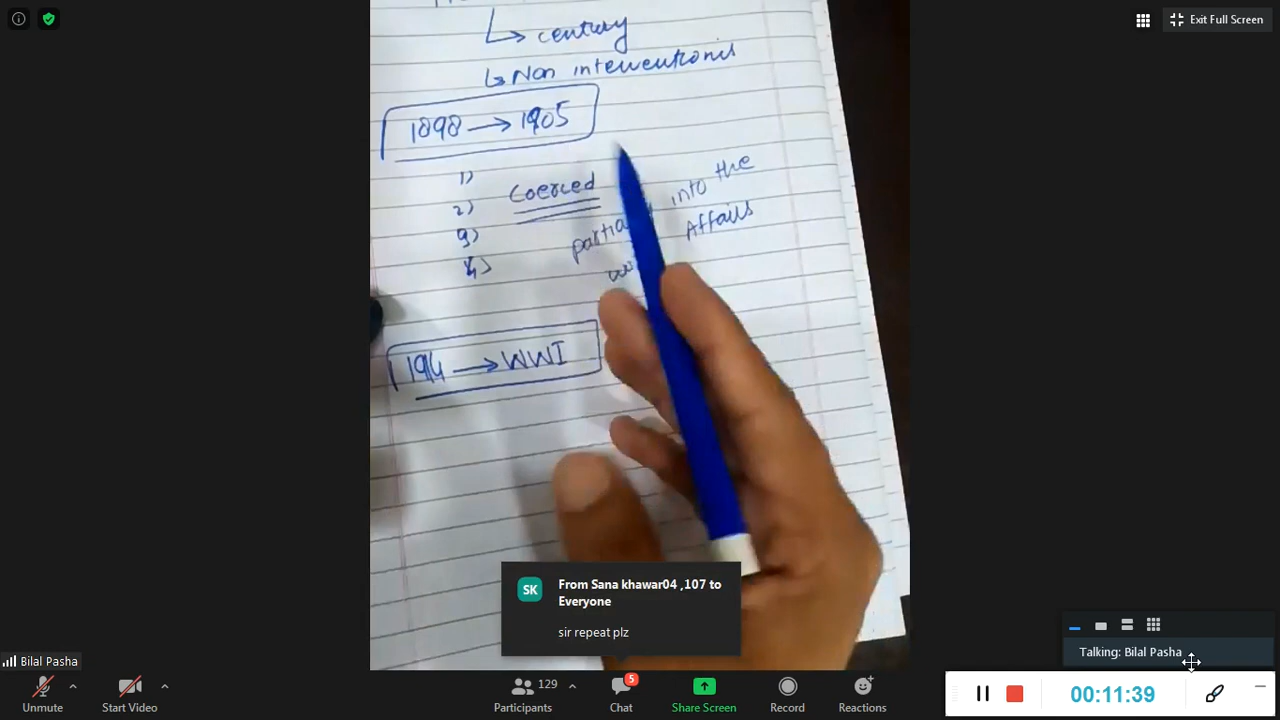 Exit Full Screen
century
Non interventionis
1898 → 1905
1)
2) Coerced
3)
4)
into the
Affairs
1914 → WWI
From Sana khawar04 ,107 to
Everyone
SK
sir repeat plz
Talking: Bilal Pasha
Bilal Pasha
Unmute
Start Video
129
Participants
5
Chat
Share Screen
Record
Reactions
00:11:39